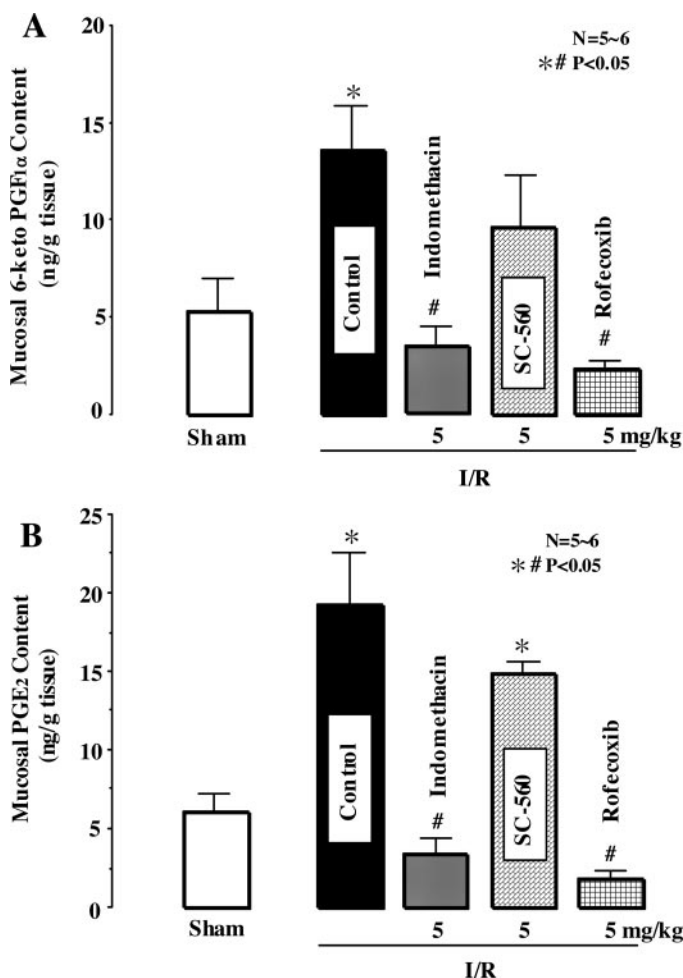 A
Mucosal 6-keto PGF1α Content
(ng/g tissue)
20
15
10
5
0
N=5~6
*# P<0.05
*
Control
Indomethacin
#
SC-560
Rofecoxib
#
Sham
5
5
5 mg/kg
I/R
B
Mucosal PGE2 Content
(ng/g tissue)
25
20
15
10
5
0
N=5~6
*# P<0.05
*
Control
Indomethacin
#
*
SC-560
Rofecoxib
#
Sham
5
5
5 mg/kg
I/R